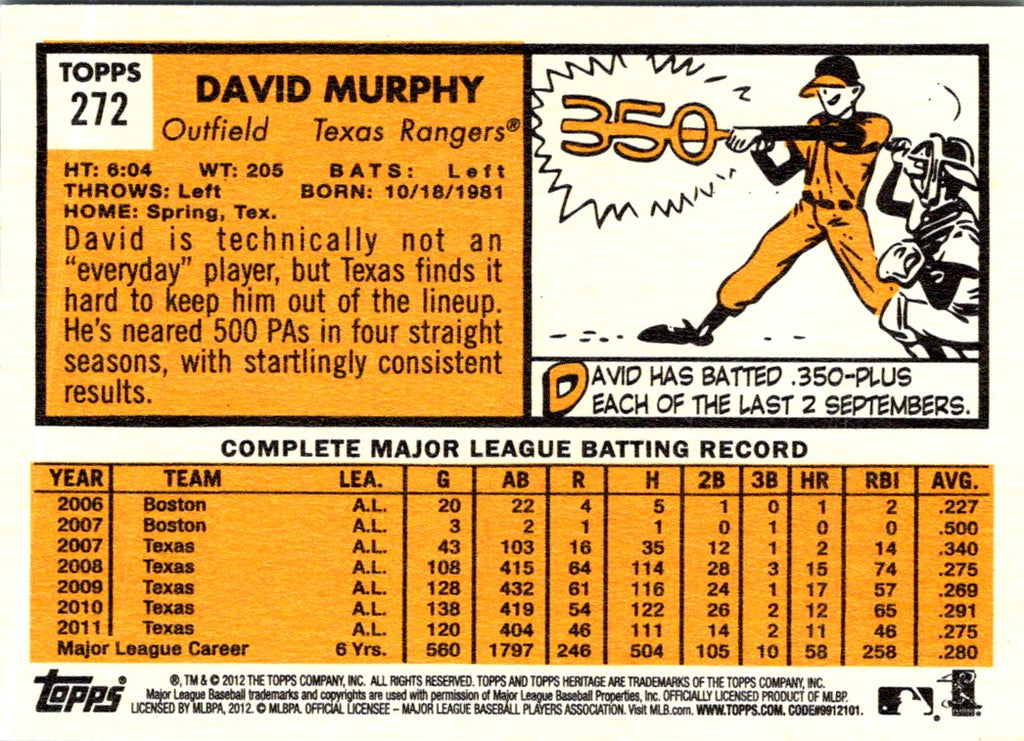 TOPPS
272
DAVID MURPHY
Outfield Texas Rangers®
HT: 6:04 WT: 205 BATS: Left
THROWS: Left BORN: 10/18/1981
HOME: Spring, Tex.
David is technically not an
"everyday" player, but Texas finds it
hard to keep him out of the lineup.
He's neared 500 PAs in four straight
seasons, with startlingly consistent
results.
350
DAVID HAS BATTED .350-PLUS
EACH OF THE LAST 2 SEPTEMBERS.
COMPLETE MAJOR LEAGUE BATTING RECORD
YEAR TEAM LEA. G AB R H 2B 3B HR RBI AVG.
2006 Boston A.L. 20 22 4 5 1 0 1 2 .227
2007 Boston A.L. 3 2 1 1 0 1 0 0 .500
2007 Texas A.L. 43 103 16 35 12 1 2 14 .340
2008 Texas A.L. 108 415 64 114 28 3 15 74 .275
2009 Texas A.L. 128 432 61 116 24 1 17 57 .269
2010 Texas A.L. 138 419 54 122 26 2 12 65 .291
2011 Texas A.L. 120 404 46 111 14 2 11 46 .275
Major League Career 6 Yrs. 560 1797 246 504 105 10 58 258 .280
Topps®
®, TM & © 2012 THE TOPPS COMPANY, INC. ALL RIGHTS RESERVED. TOPPS AND TOPPS HERITAGE ARE TRADEMARKS OF THE TOPPS COMPANY, INC.
Major League Baseball trademarks and copyrights are used with permission of Major League Baseball Properties, Inc. OFFICIALLY LICENSED PRODUCT OF MLBP.
LICENSED BY MLBPA, 2012. © MLBPA. OFFICIAL LICENSEE – MAJOR LEAGUE BASEBALL PLAYERS ASSOCIATION. Visit MLB.com. WWW.TOPPS.COM. CODE#9912101.